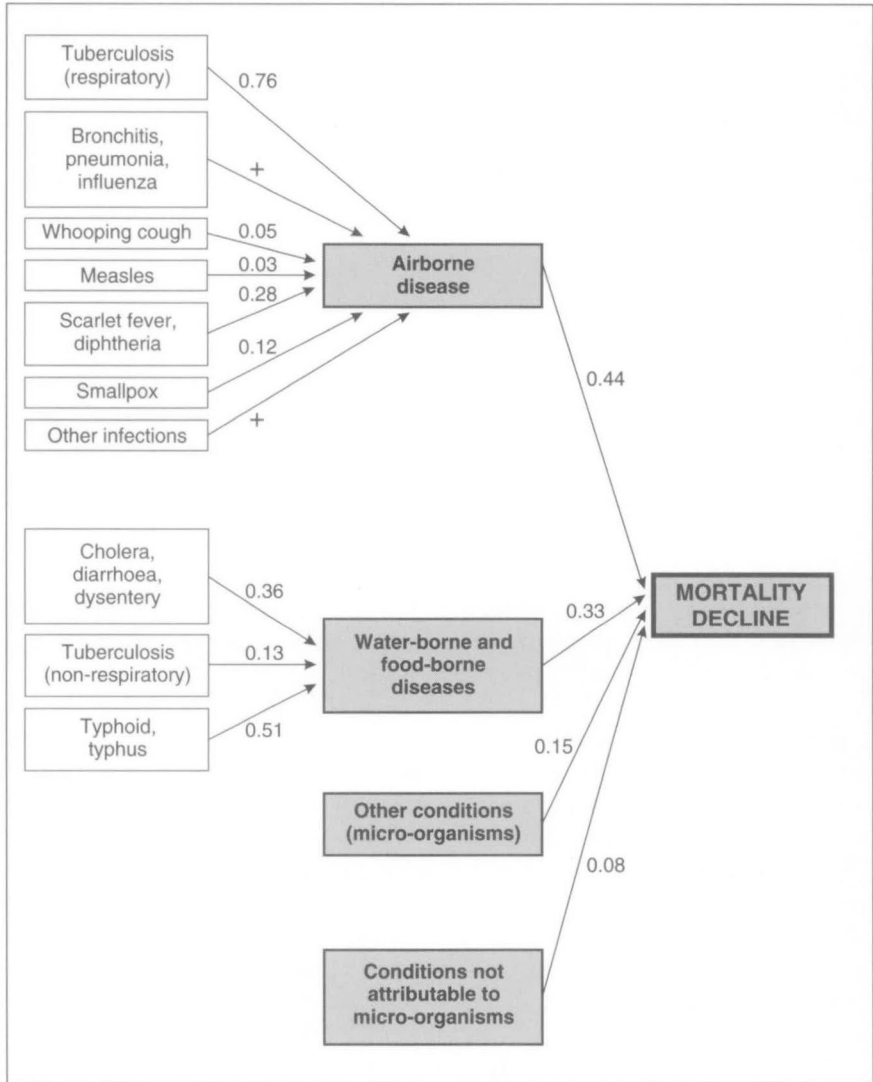 Tuberculosis
(respiratory)
0.76
Bronchitis,
pneumonia,
influenza
+
Whooping cough
0.05
Measles
0.03
Scarlet fever,
diphtheria
0.28
Smallpox
0.12
Other infections
+
Airborne
disease
0.44
Cholera,
diarrhoea,
dysentery
0.36
Tuberculosis
(non-respiratory)
0.13
Typhoid,
typhus
0.51
Water-borne and
food-borne
diseases
0.33
MORTALITY
DECLINE
Other conditions
(micro-organisms)
0.15
Conditions not
attributable to
micro-organisms
0.08